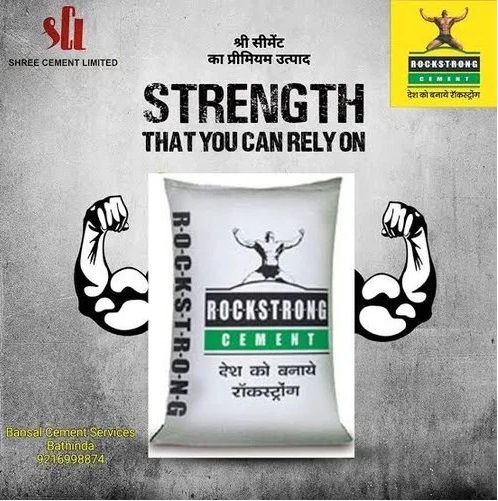 SCL
SHREE CEMENT LIMITED
श्री सीमेंट
का प्रीमियम उत्पाद
ROCKSTRONG
CEMENT
देश को बनाये रॉकस्ट्रोंग
STRENGTH
THAT YOU CAN RELY ON
R-O-C-K-S-T-R-O-N-G
ROCKSTRONG
CEMENT
देश को बनाये
रॉकस्ट्रोंग
Bansal Cement Services
Bathinda
9216998874